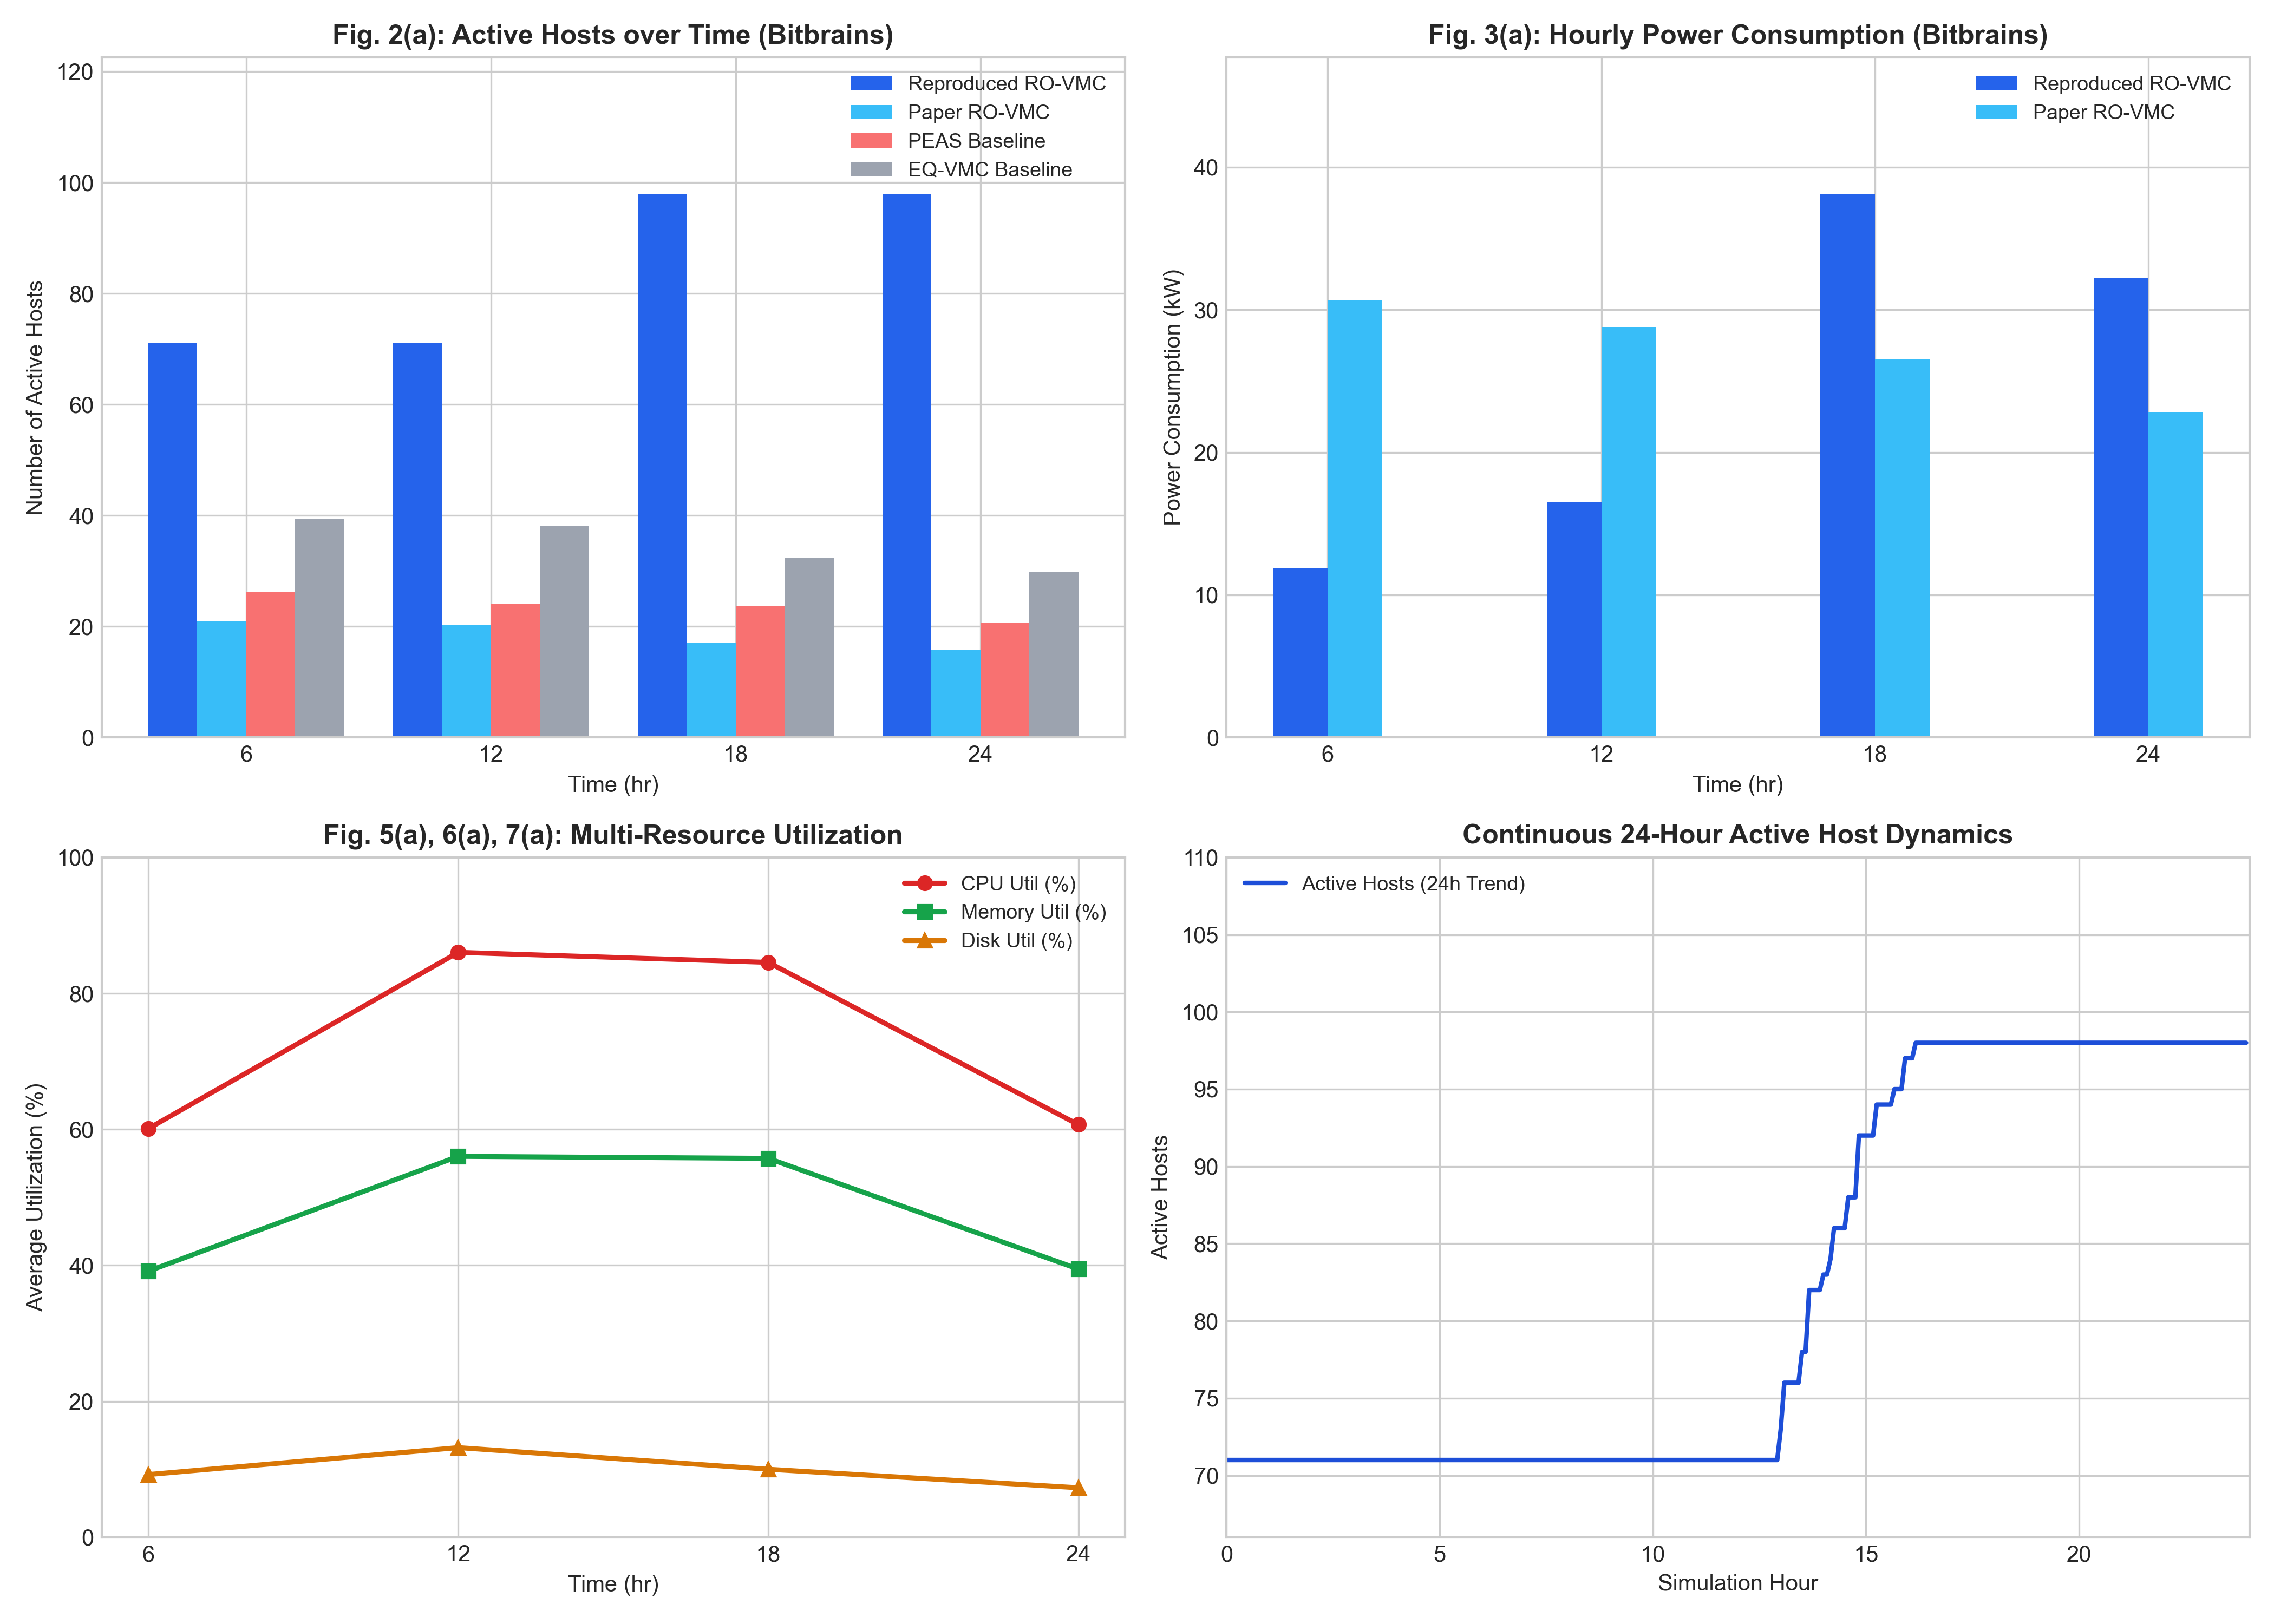 Fig. 2(a): Active Hosts over Time (Bitbrains)
Number of Active Hosts
120
100
80
60
40
20
0
Reproduced RO-VMC
Paper RO-VMC
PEAS Baseline
EQ-VMC Baseline
6 12 18 24
Time (hr)
Fig. 3(a): Hourly Power Consumption (Bitbrains)
Power Consumption (kW)
40
30
20
10
0
Reproduced RO-VMC
Paper RO-VMC
6 12 18 24
Time (hr)
Fig. 5(a), 6(a), 7(a): Multi-Resource Utilization
Average Utilization (%)
100
80
60
40
20
0
CPU Util (%)
Memory Util (%)
Disk Util (%)
6 12 18 24
Time (hr)
Continuous 24-Hour Active Host Dynamics
Active Hosts
110
105
100
95
90
85
80
75
70
Active Hosts (24h Trend)
0 5 10 15 20
Simulation Hour